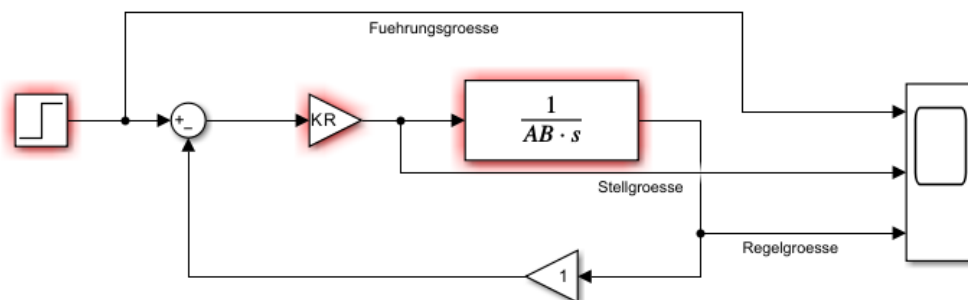 Fuehrungsgroesse
+
−
KR
1
AB · s
Stellgroesse
Regelgroesse
1